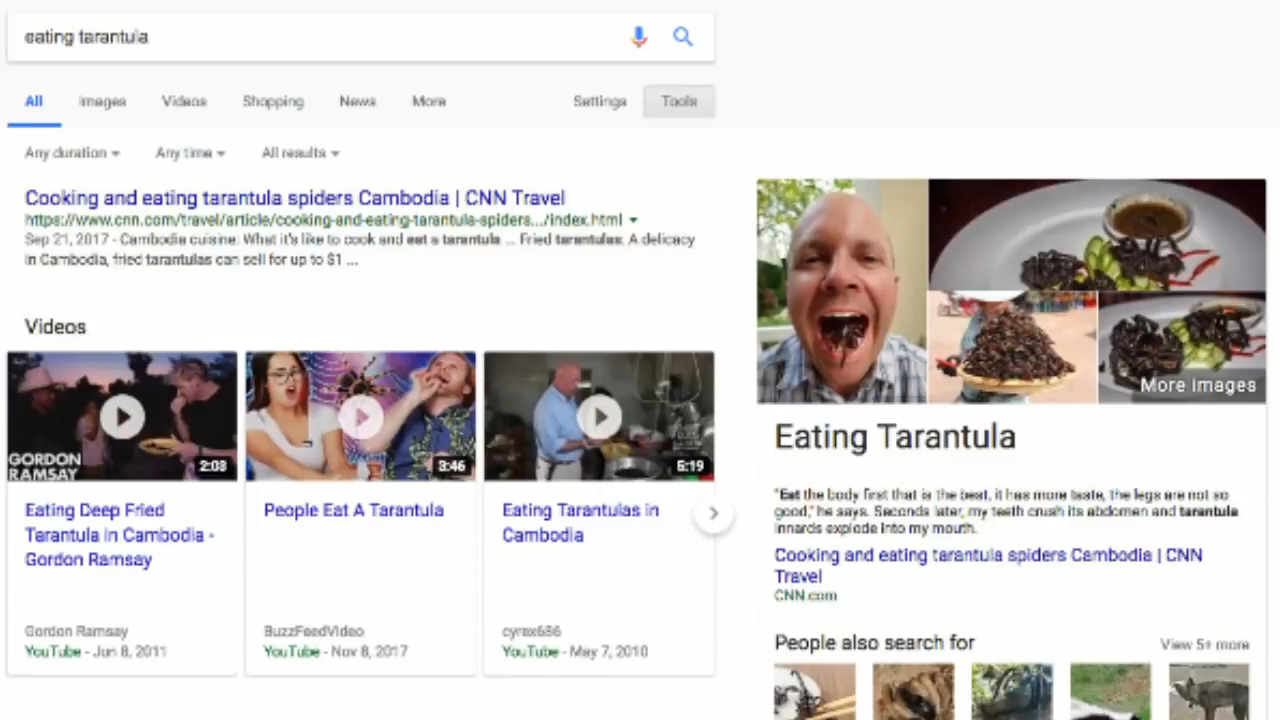 eating tarantula
All Images Videos Shopping News More Settings Tools
Any duration Any time All results
Cooking and eating tarantula spiders Cambodia | CNN Travel
https://www.cnn.com/travel/article/cooking-and-eating-tarantula-spiders.../index.html
Sep 21, 2017 - Cambodia cuisine: What it's like to cook and eat a tarantula ... Fried tarantulas: A delicacy
in Cambodia, fried tarantulas can sell for up to $1 ...
Videos
GORDON
RAMSAY
2:03
3:46
5:19
Eating Deep Fried
Tarantula in Cambodia -
Gordon Ramsay
Gordon Ramsay
YouTube - Jun 8, 2011
People Eat A Tarantula
BuzzFeedVideo
YouTube - Nov 8, 2017
Eating Tarantulas in
Cambodia
cyrex686
YouTube - May 7, 2010
More images
Eating Tarantula
"Eat the body first that is the best, it has more taste, the legs are not so
good," he says. Seconds later, my teeth crush its abdomen and tarantula
innards explode into my mouth.
Cooking and eating tarantula spiders Cambodia | CNN
Travel
CNN.com
People also search for
View 5+ more